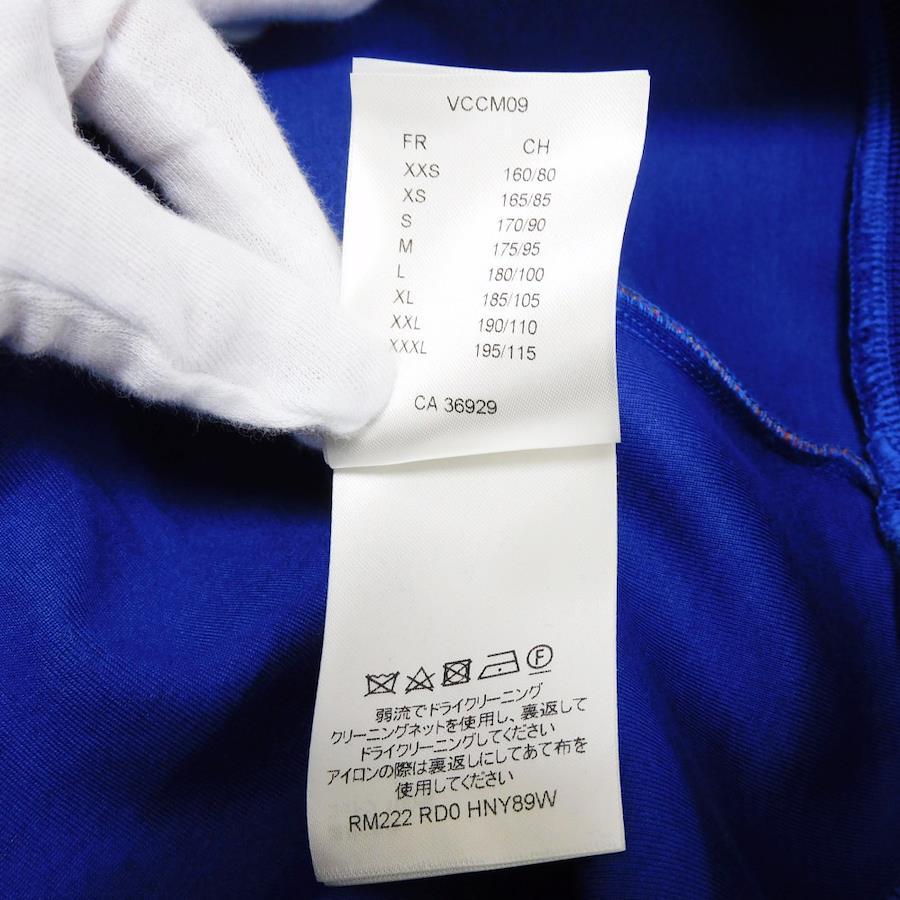 VCCM09
FR CH
XXS 160/80
XS 165/85
S 170/90
M 175/95
L 180/100
XL 185/105
XXL 190/110
XXXL 195/115
CA 36929
F
弱流でドライクリーニング
クリーニングネットを使用し、裏返して
ドライクリーニングしてください
アイロンの際は裏返しにしてあて布を
使用してください
RM222 RD0 HNY89W